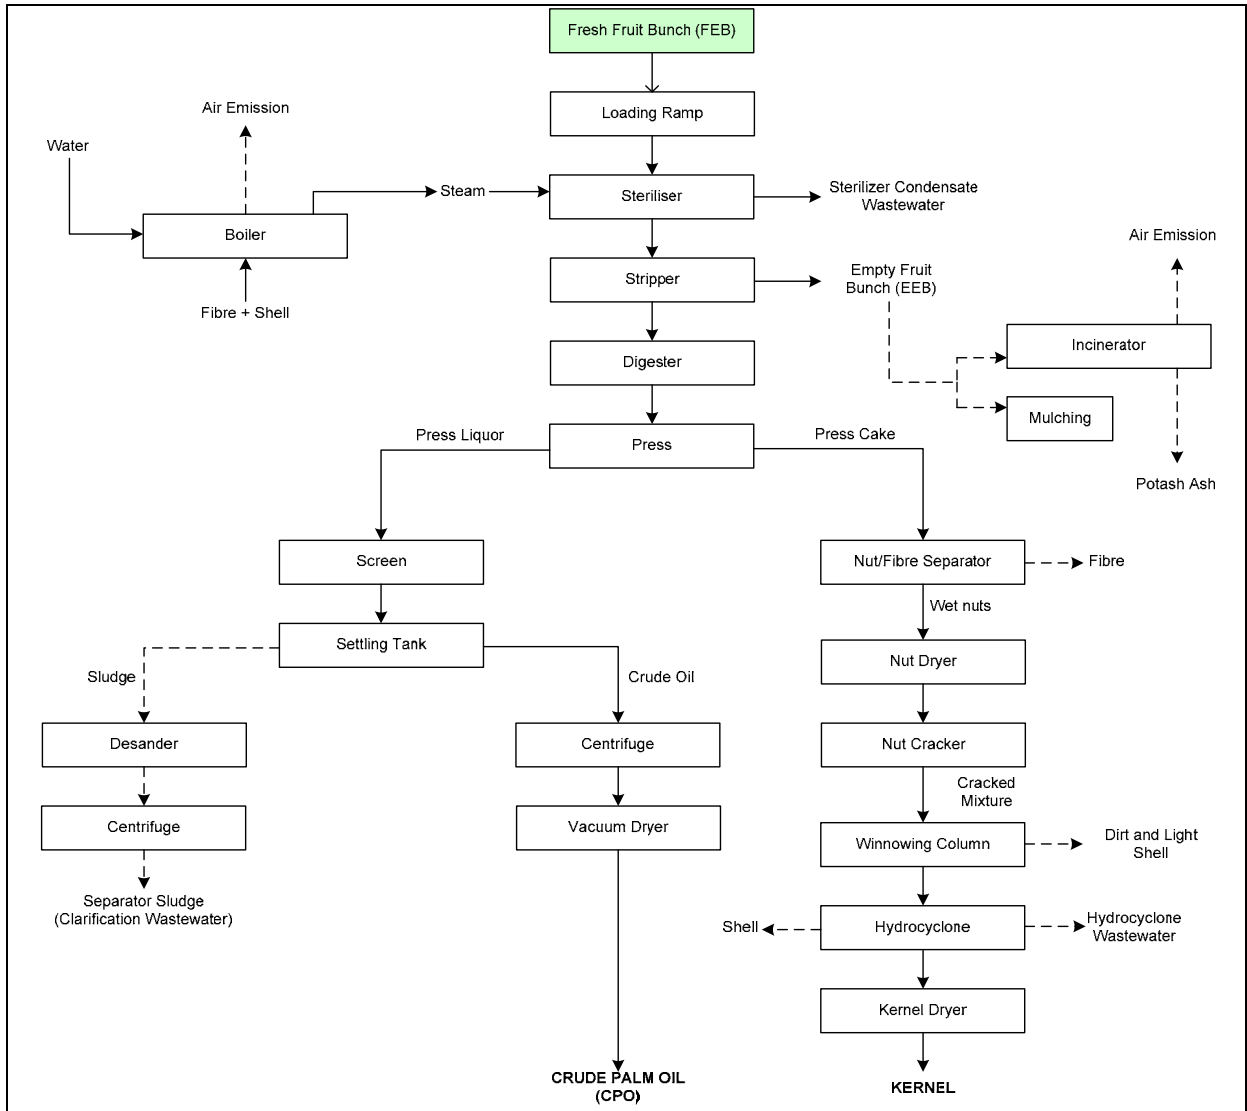 Fresh Fruit Bunch (FEB)
Loading Ramp
Air Emission
Water
Steam
Steriliser
Sterilizer Condensate
Wastewater
Boiler
Fibre + Shell
Stripper
Empty Fruit
Bunch (EEB)
Air Emission
Incinerator
Mulching
Potash Ash
Digester
Press Liquor
Press
Press Cake
Screen
Settling Tank
Sludge
Crude Oil
Desander
Centrifuge
Separator Sludge
(Clarification Wastewater)
Centrifuge
Vacuum Dryer
CRUDE PALM OIL
(CPO)
Nut/Fibre Separator
Fibre
Wet nuts
Nut Dryer
Nut Cracker
Cracked
Mixture
Winnowing Column
Dirt and Light
Shell
Shell
Hydrocyclone
Hydrocyclone
Wastewater
Kernel Dryer
KERNEL